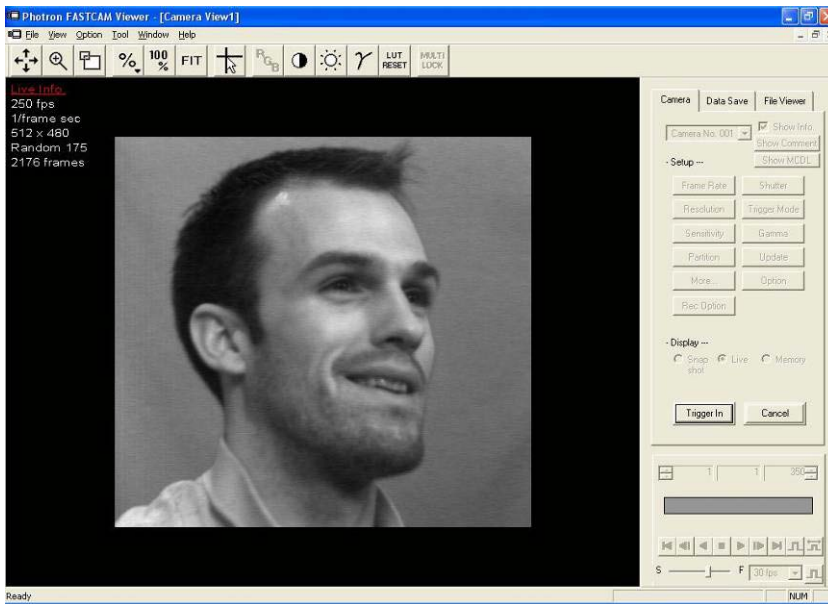 Photron FASTCAM Viewer - [Camera View1]
File View Option Tool Window Help
% 100 % FIT RGB γ LUT RESET MULTI LOCK
Live Info.
250 fps
1/frame sec
512 x 480
Random 175
2176 frames
Camera Data Save File Viewer
Camera No. 001 Show Info.
Show Comment
- Setup --- Show MCDL
Frame Rate Shutter
Resolution Trigger Mode
Sensitivity Gamma
Partition Update
More... Option
Rec Option
- Display ---
Snap shot Live Memory
Trigger In Cancel
1 1 350
S F 30 fps
Ready NUM